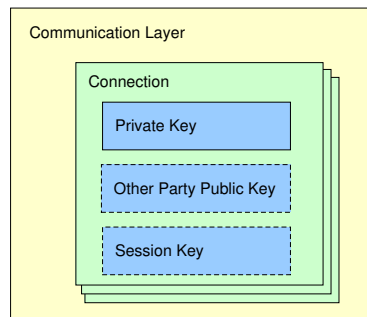 Communication Layer
Connection
Private Key
Other Party Public Key
Session Key